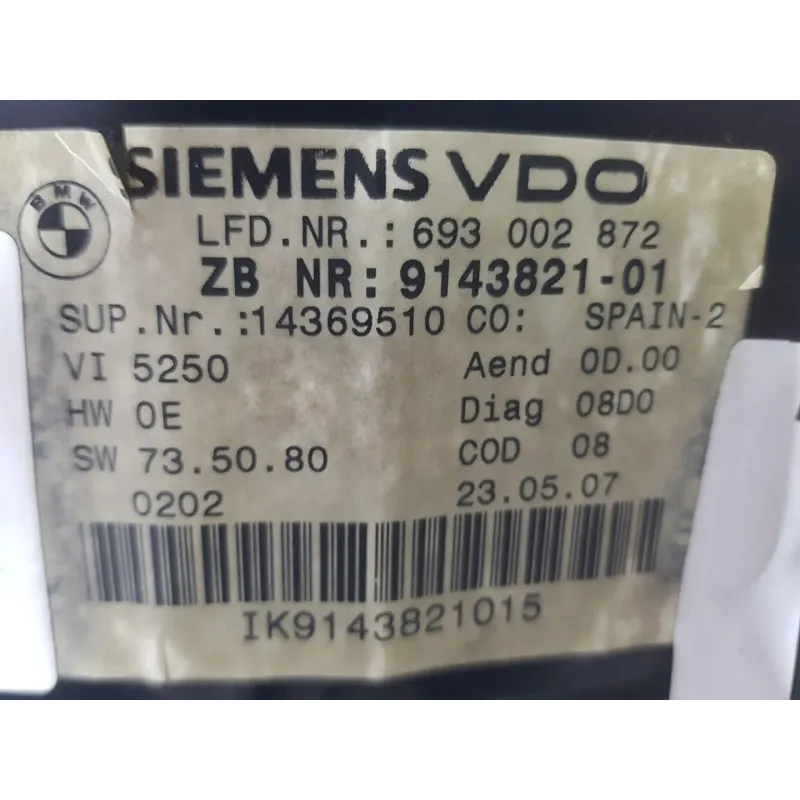 BMW
SIEMENS VDO
LFD.NR.: 693 002 872
ZB NR: 9143821-01
SUP.Nr.:14369510 CO: SPAIN-2
VI 5250 Aend 0D.00
HW 0E Diag 08D0
SW 73.50.80 COD 08
0202 23.05.07
IK9143821015